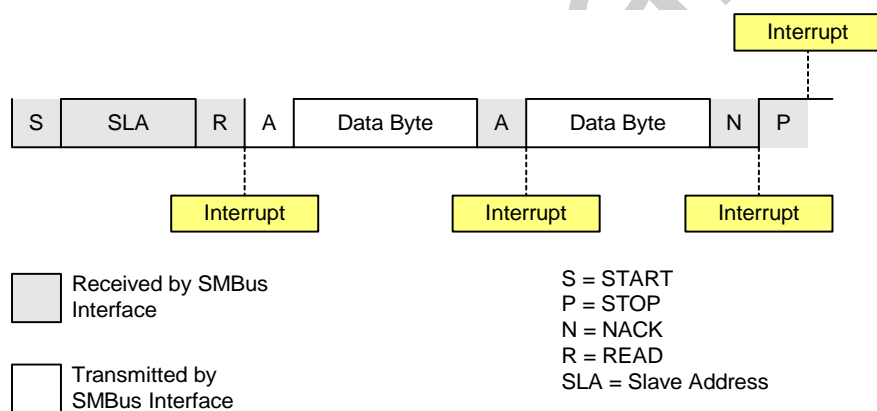 Interrupt
S SLA R A Data Byte A Data Byte N P
Interrupt Interrupt Interrupt
Received by SMBus
Interface
Transmitted by
SMBus Interface
S = START
P = STOP
N = NACK
R = READ
SLA = Slave Address